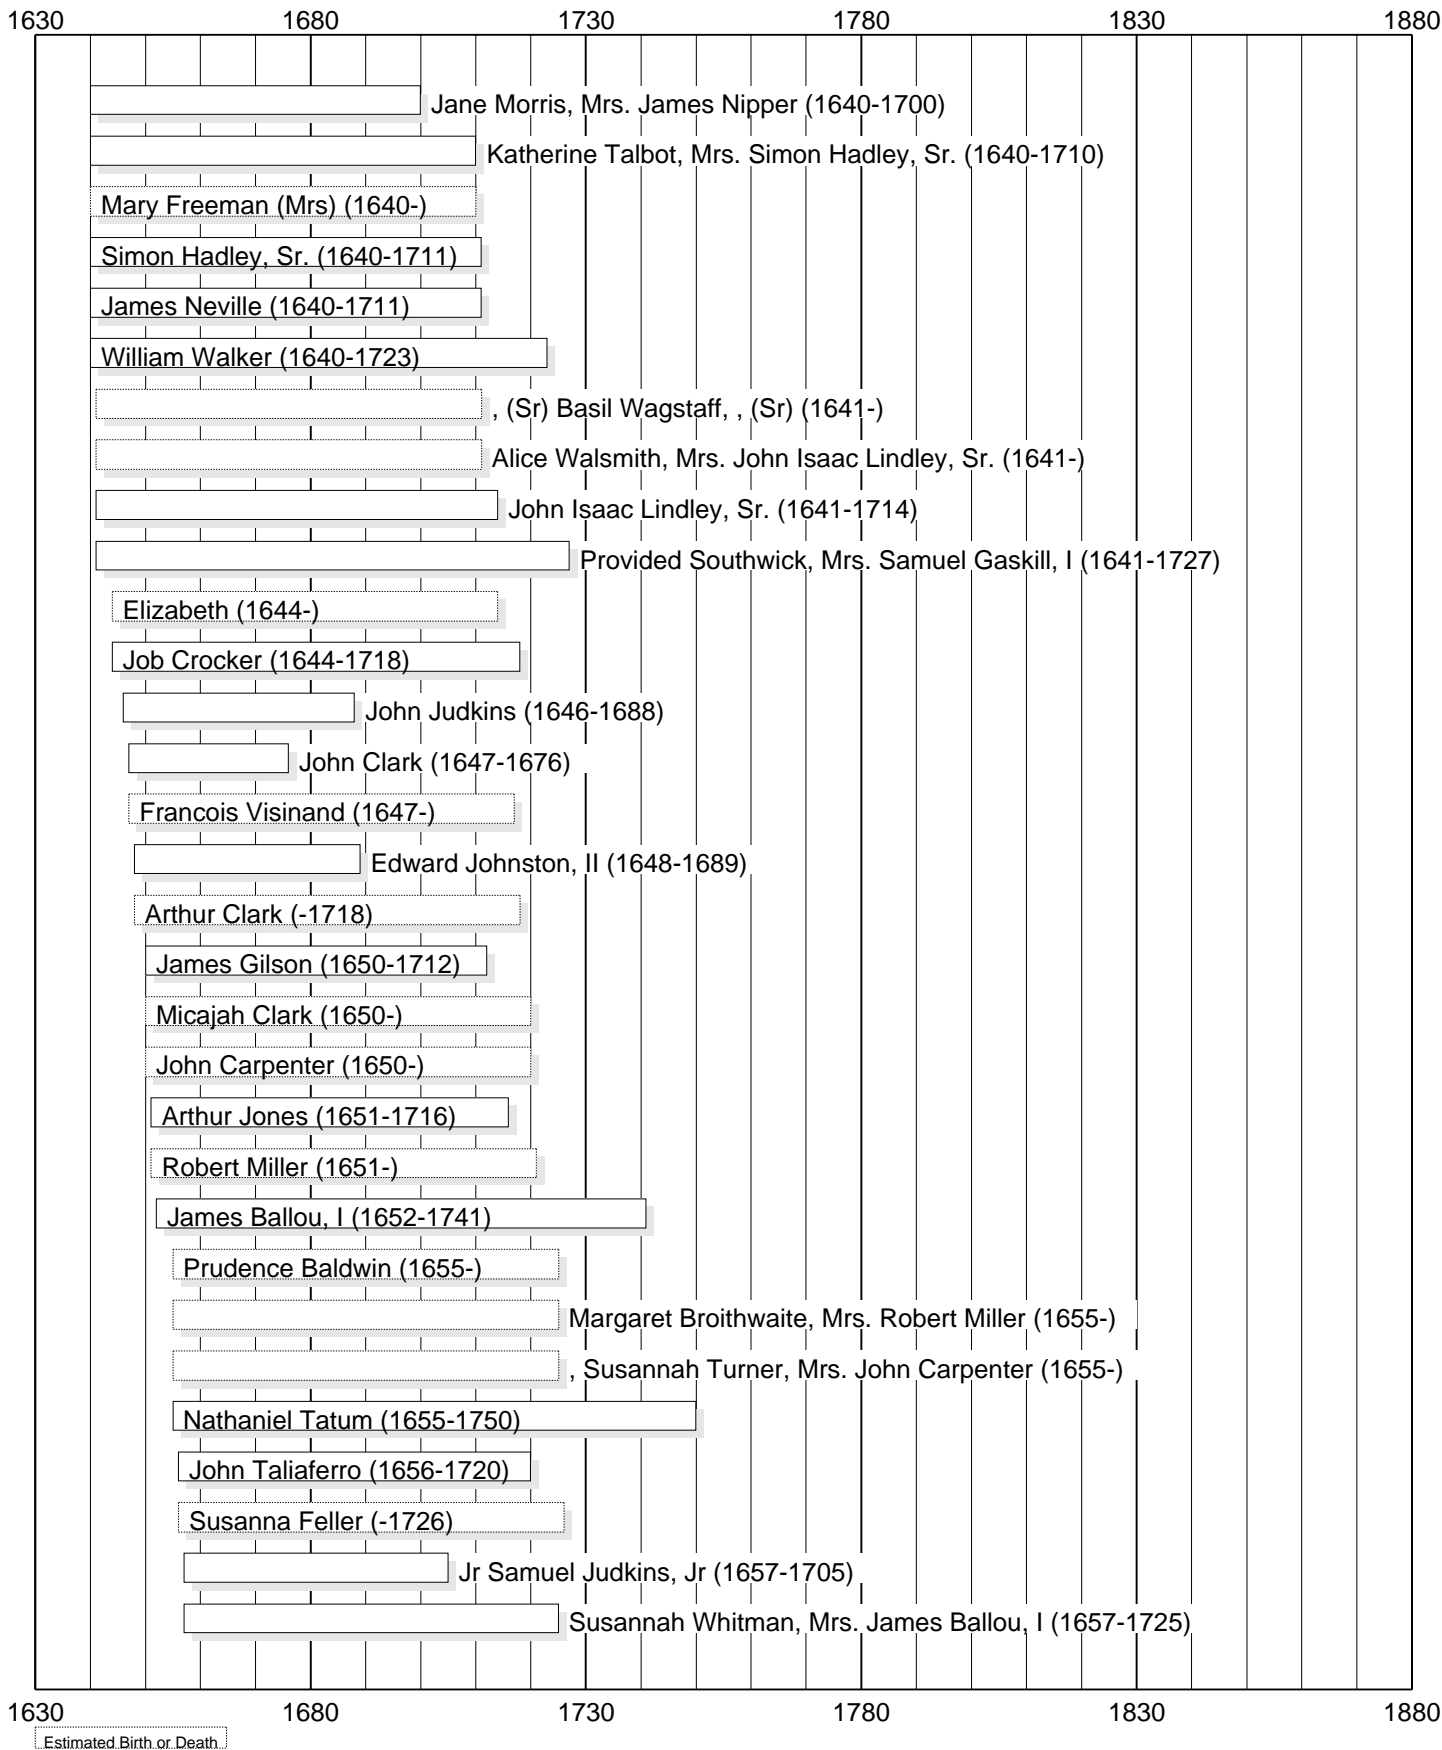 1630 1680 1730 1780 1830 1880
Jane Morris, Mrs. James Nipper (1640-1700)
Katherine Talbot, Mrs. Simon Hadley, Sr. (1640-1710)
Mary Freeman (Mrs) (1640-)
Simon Hadley, Sr. (1640-1711)
James Neville (1640-1711)
William Walker (1640-1723)
, (Sr) Basil Wagstaff, , (Sr) (1641-)
Alice Walsmith, Mrs. John Isaac Lindley, Sr. (1641-)
John Isaac Lindley, Sr. (1641-1714)
Provided Southwick, Mrs. Samuel Gaskill, I (1641-1727)
Elizabeth (1644-)
Job Crocker (1644-1718)
John Judkins (1646-1688)
John Clark (1647-1676)
Francois Visinand (1647-)
Edward Johnston, II (1648-1689)
Arthur Clark (-1718)
James Gilson (1650-1712)
Micajah Clark (1650-)
John Carpenter (1650-)
Arthur Jones (1651-1716)
Robert Miller (1651-)
James Ballou, I (1652-1741)
Prudence Baldwin (1655-)
Margaret Broithwaite, Mrs. Robert Miller (1655-)
, Susannah Turner, Mrs. John Carpenter (1655-)
Nathaniel Tatum (1655-1750)
John Taliaferro (1656-1720)
Susanna Feller (-1726)
Jr Samuel Judkins, Jr (1657-1705)
Susannah Whitman, Mrs. James Ballou, I (1657-1725)
1630 1680 1730 1780 1830 1880
Estimated Birth or Death